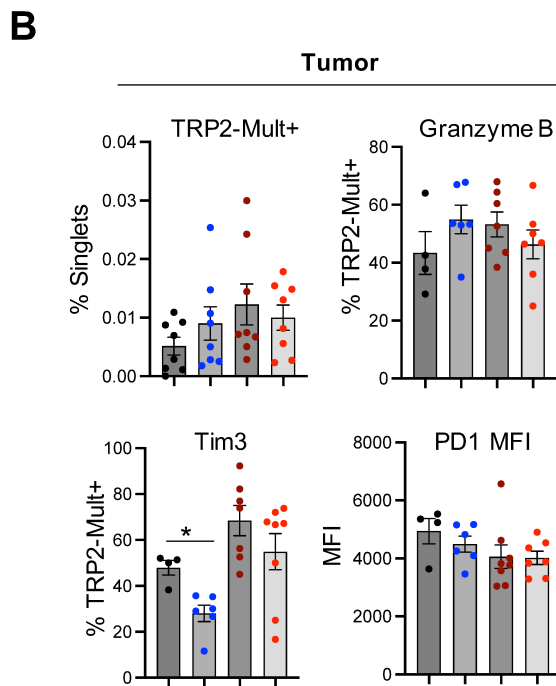 B
Tumor
TRP2-Mult+
% Singlets
0.04
0.03
0.02
0.01
0.00
Granzyme B
% TRP2-Mult+
80
60
40
20
0
Tim3
% TRP2-Mult+
100
80
60
40
20
0
*
PD1 MFI
MFI
8000
6000
4000
2000
0